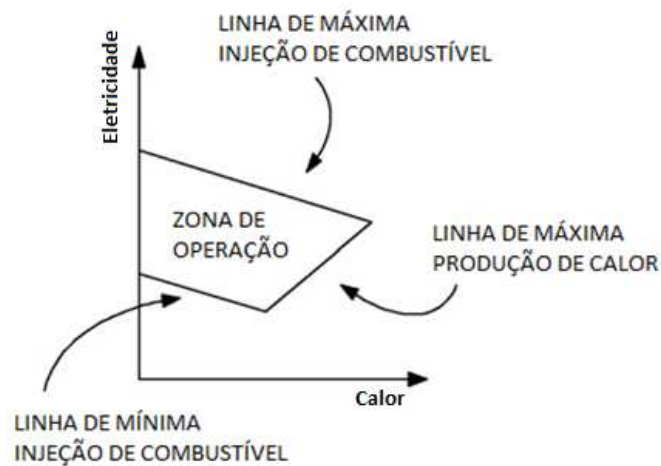 LINHA DE MÁXIMA
INJEÇÃO DE COMBUSTÍVEL
Eletricidade
ZONA DE
OPERAÇÃO
LINHA DE MÁXIMA
PRODUÇÃO DE CALOR
Calor
LINHA DE MÍNIMA
INJEÇÃO DE COMBUSTÍVEL